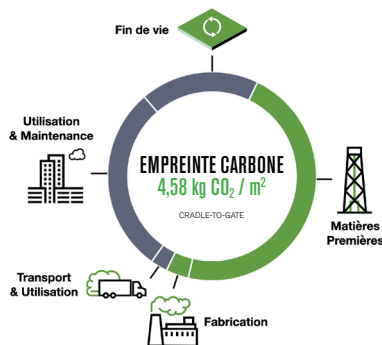 Fin de vie
Utilisation
& Maintenance
EMPREINTE CARBONE
4,58 kg CO₂ / m²
CRADLE-TO-GATE
Matières
Premières
Transport
& Utilisation
Fabrication